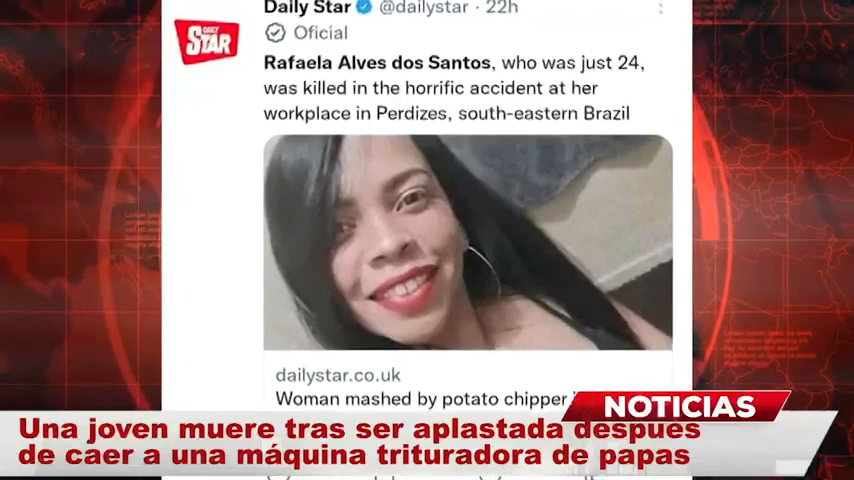 Daily Star @dailystar · 22h
DAILY
STAR
Oficial
Rafaela Alves dos Santos, who was just 24,
was killed in the horrific accident at her
workplace in Perdizes, south-eastern Brazil
dailystar.co.uk
Woman mashed by potato chipper
NOTICIAS
Una joven muere tras ser aplastada después
de caer a una máquina trituradora de papas